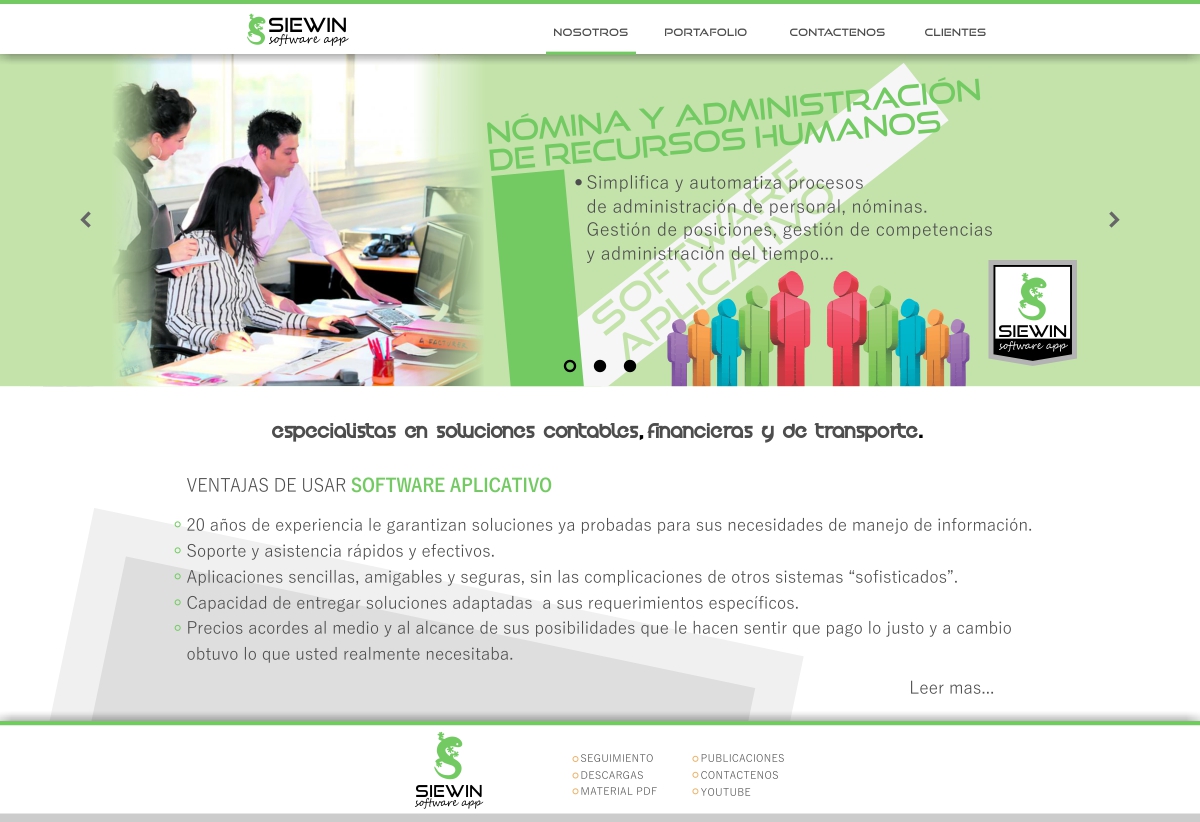 SIEWIN
software app
NOSOTROS PORTAFOLIO CONTACTENOS CLIENTES
NÓMINA Y ADMINISTRACIÓN
DE RECURSOS HUMANOS
• Simplifica y automatiza procesos
de administración de personal, nóminas.
Gestión de posiciones, gestión de competencias
y administración del tiempo...
SOFTWARE
APLICATIVO
SIEWIN
software app
especialistas en soluciones contables, financieras y de transporte.
VENTAJAS DE USAR SOFTWARE APLICATIVO
20 años de experiencia le garantizan soluciones ya probadas para sus necesidades de manejo de información.
Soporte y asistencia rápidos y efectivos.
Aplicaciones sencillas, amigables y seguras, sin las complicaciones de otros sistemas “sofisticados”.
Capacidad de entregar soluciones adaptadas a sus requerimientos específicos.
Precios acordes al medio y al alcance de sus posibilidades que le hacen sentir que pago lo justo y a cambio
obtuvo lo que usted realmente necesitaba.
Leer mas...
SIEWIN
software app
SEGUIMIENTO
DESCARGAS
MATERIAL PDF
PUBLICACIONES
CONTACTENOS
YOUTUBE